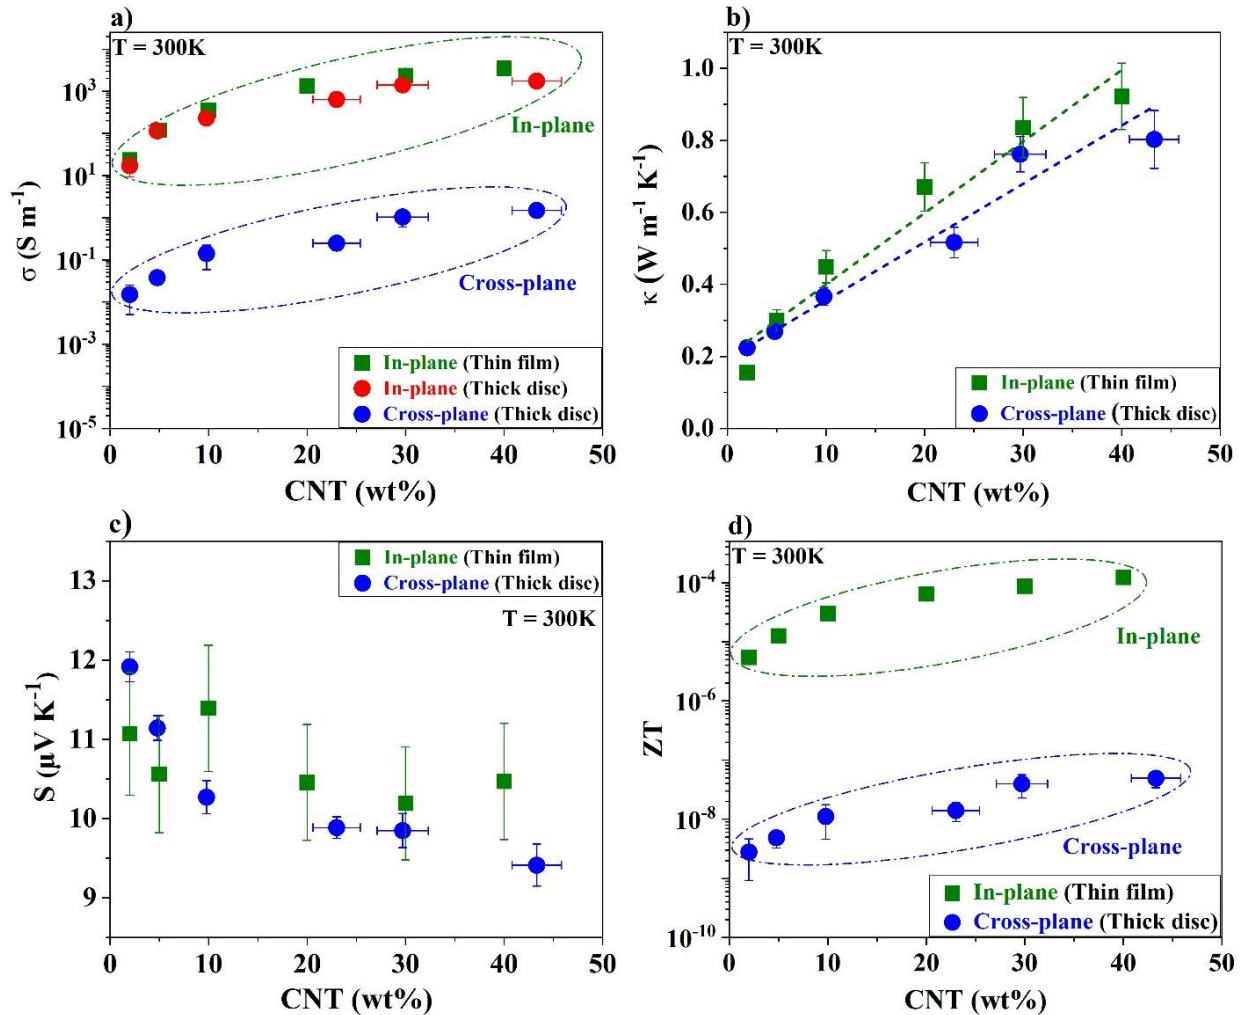 a)
T = 300K
10³
10¹
10⁻¹
10⁻³
10⁻⁵
σ (S m⁻¹)
In-plane
Cross-plane
In-plane (Thin film)
In-plane (Thick disc)
Cross-plane (Thick disc)
0 10 20 30 40 50
CNT (wt%)
b)
T = 300K
1.0
0.8
0.6
0.4
0.2
0.0
κ (W m⁻¹ K⁻¹)
In-plane (Thin film)
Cross-plane (Thick disc)
0 10 20 30 40 50
CNT (wt%)
c)
In-plane (Thin film)
Cross-plane (Thick disc)
T = 300K
13
12
11
10
9
S (µV K⁻¹)
0 10 20 30 40 50
CNT (wt%)
d)
T = 300K
10⁻⁴
10⁻⁶
10⁻⁸
10⁻¹⁰
ZT
In-plane
Cross-plane
In-plane (Thin film)
Cross-plane (Thick disc)
0 10 20 30 40 50
CNT (wt%)